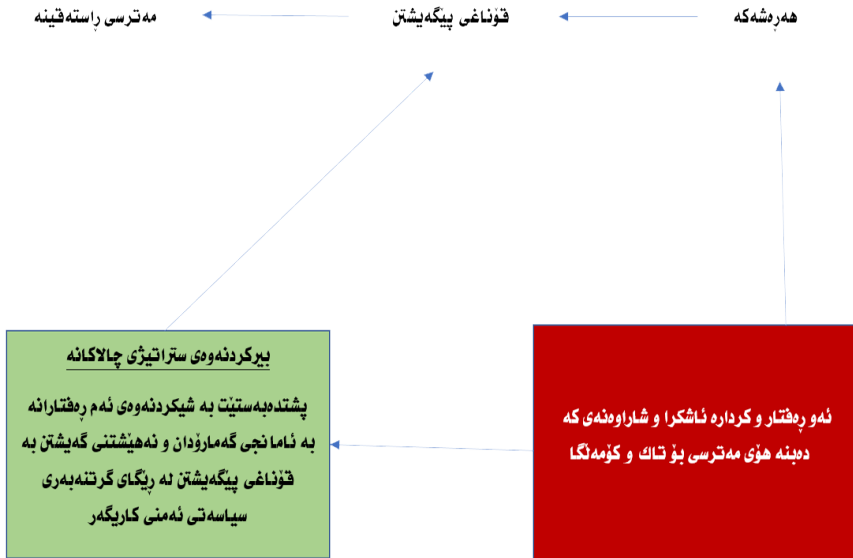 هەڕەشەکە
قۆناغی پێگەیشتن
مەترسی ڕاستەقینە
ئەو ڕەفتار و کردارە ئاشکرا و شاراوەنەی کە
دەبنە هۆی مەترسی بۆ تاك و کۆمەڵگا
بیرکردنەوەی ستراتیژی چالاکانە
پشتدەبەستێت بە شیکردنەوەی ئەم ڕەفتارانە
بە ئامانجی گەمارۆدان و نەهێشتنی گەیشتن بە
قۆناغی پێگەیشتن لە ڕێگای گرتنەبەری
سیاسەتی ئەمنی کاریگەر